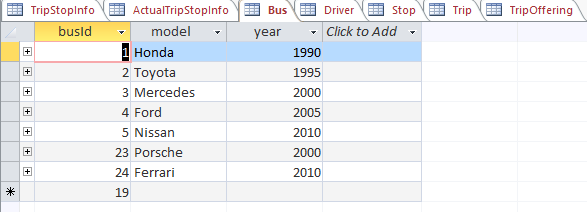 TripStopInfo ActualTripStopInfo Bus Driver Stop Trip TripOffering
busId model year Click to Add
1 Honda 1990
2 Toyota 1995
3 Mercedes 2000
4 Ford 2005
5 Nissan 2010
23 Porsche 2000
24 Ferrari 2010
19